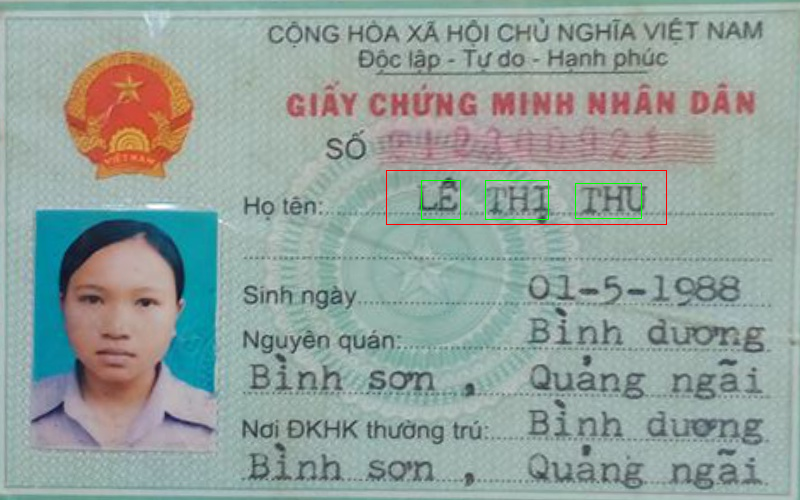 CỘNG HÒA XÃ HỘI CHỦ NGHĨA VIỆT NAM
Độc lập - Tự do - Hạnh phúc
GIẤY CHỨNG MINH NHÂN DÂN
SỐ
VIỆT NAM
Họ tên: LÊ THỊ THU
Sinh ngày 01-5-1988
Nguyên quán: Bình dương
Bình sơn , Quảng ngãi
Nơi ĐKHK thường trú: Bình dương
Bình sơn , Quảng ngãi